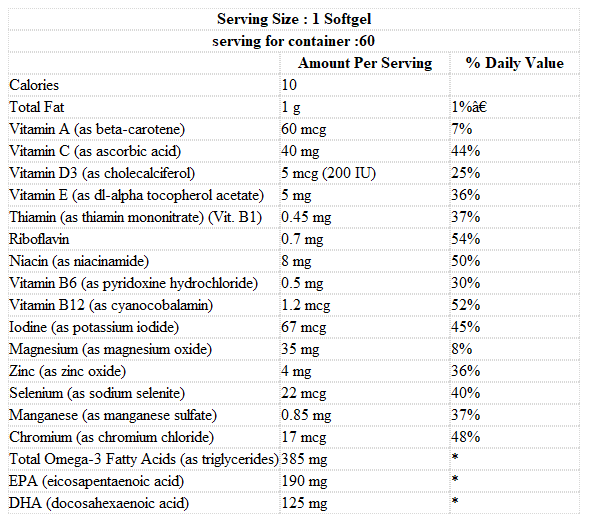 Serving Size : 1 Softgel
serving for container :60
Amount Per Serving % Daily Value
Calories 10
Total Fat 1 g 1%â€
Vitamin A (as beta-carotene) 60 mcg 7%
Vitamin C (as ascorbic acid) 40 mg 44%
Vitamin D3 (as cholecalciferol) 5 mcg (200 IU) 25%
Vitamin E (as dl-alpha tocopherol acetate) 5 mg 36%
Thiamin (as thiamin mononitrate) (Vit. B1) 0.45 mg 37%
Riboflavin 0.7 mg 54%
Niacin (as niacinamide) 8 mg 50%
Vitamin B6 (as pyridoxine hydrochloride) 0.5 mg 30%
Vitamin B12 (as cyanocobalamin) 1.2 mcg 52%
Iodine (as potassium iodide) 67 mcg 45%
Magnesium (as magnesium oxide) 35 mg 8%
Zinc (as zinc oxide) 4 mg 36%
Selenium (as sodium selenite) 22 mcg 40%
Manganese (as manganese sulfate) 0.85 mg 37%
Chromium (as chromium chloride) 17 mcg 48%
Total Omega-3 Fatty Acids (as triglycerides) 385 mg *
EPA (eicosapentaenoic acid) 190 mg *
DHA (docosahexaenoic acid) 125 mg *